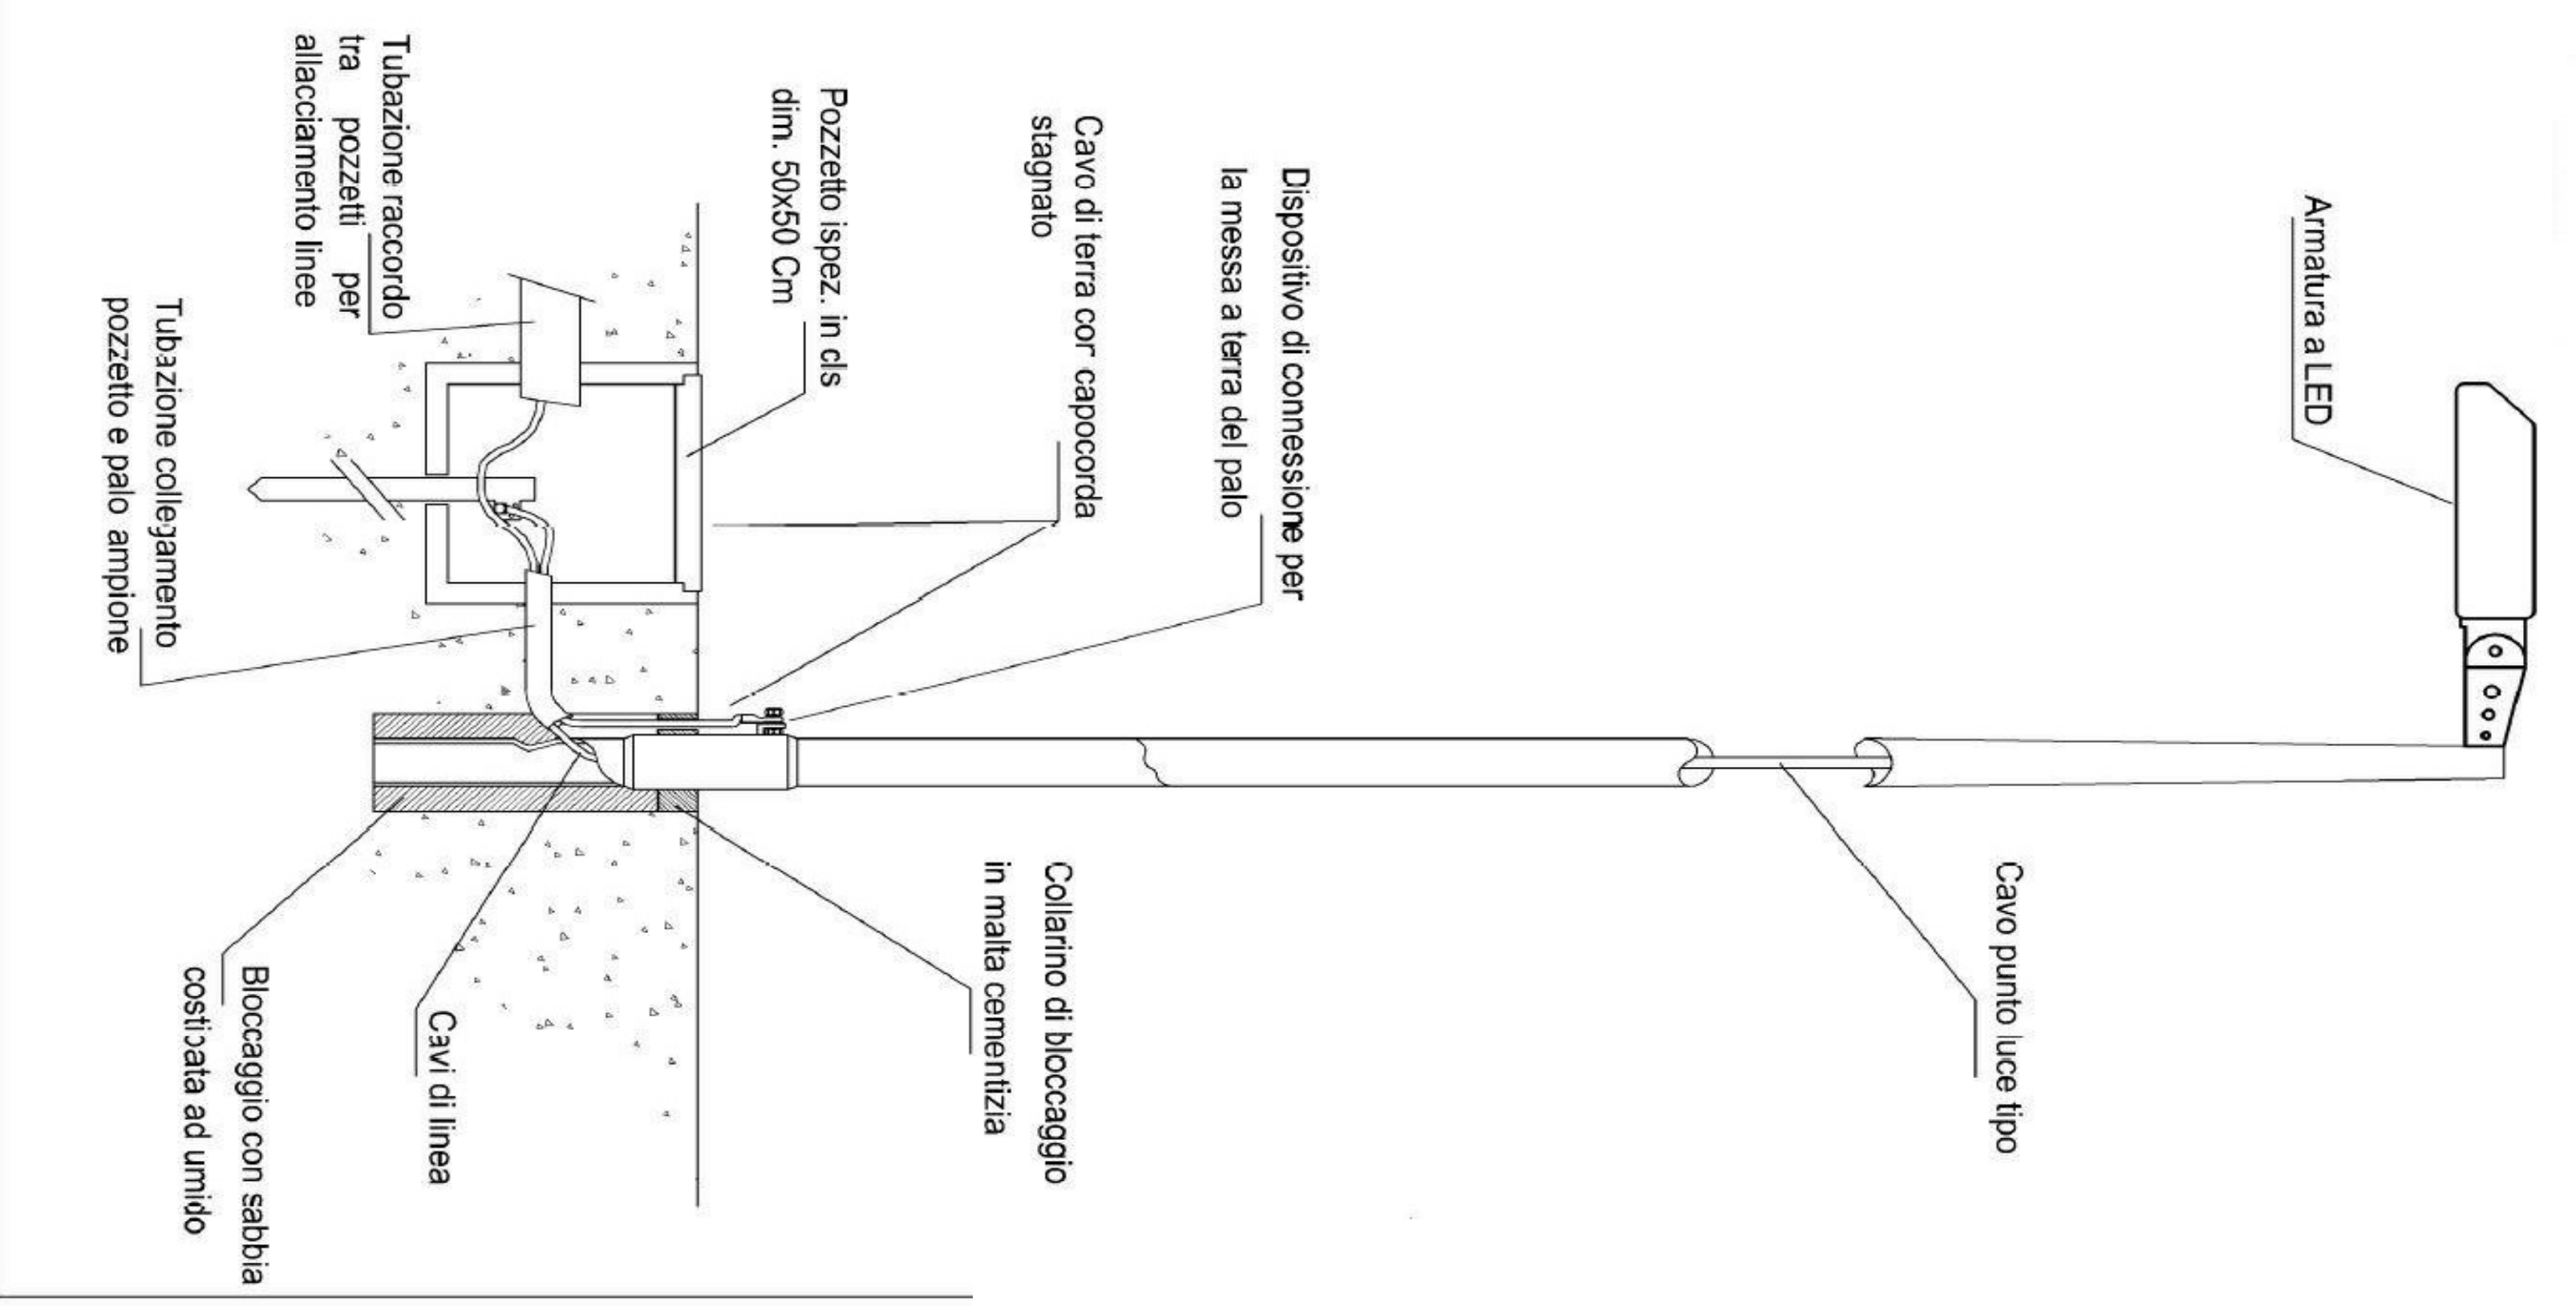 Armatura a LED
Cavo punto luce tipo
Dispositivo di connessione per
la messa a terra del palo
Cavo di terra cor capocorda
stagnato
Collarino di bloccaggio
in malta cementizia
Pozzetto ispez. in cls
dim. 50x50 Cm
Tubazione raccordo
tra pozzetti per
allacciamento linee
Cavi di linea
Tubazione collegamento
pozzetto e palo ampione
Bloccaggio con sabbia
costipata ad umido